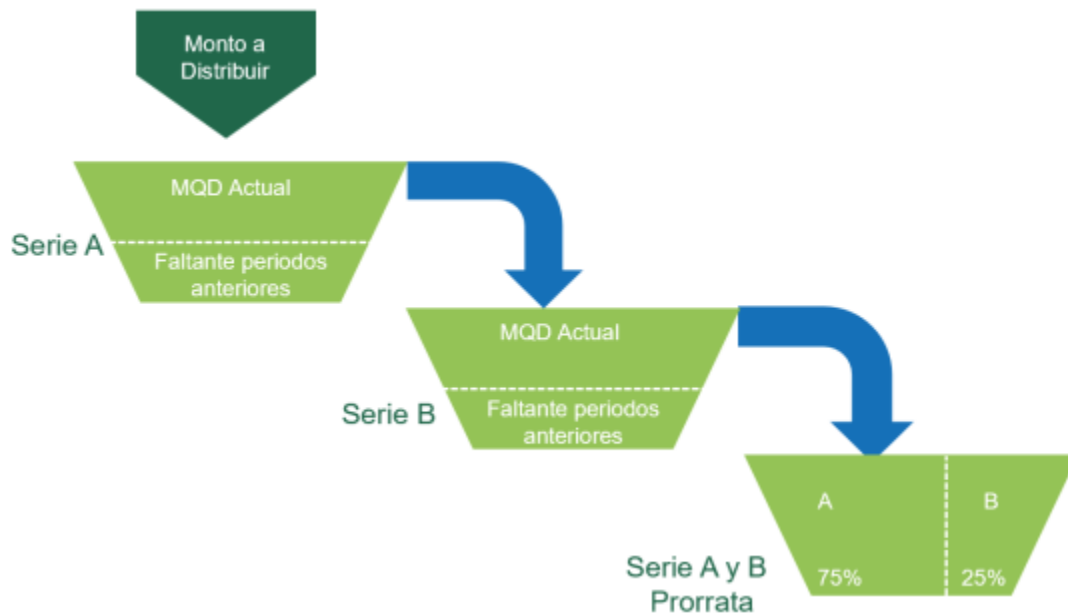 Monto a
Distribuir
MQD Actual
Serie A
Faltante periodos
anteriores
MQD Actual
Serie B
Faltante periodos
anteriores
A
B
75%
25%
Serie A y B
Prorrata